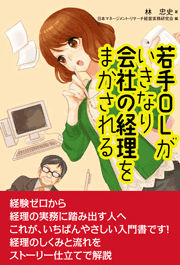 林 忠史 著
日本マネージメント・リサーチ経営実務研究会 編
若手OLが
いきなり
会社の経理を
まかされる
経験ゼロから
経理の実務に踏み出す人へ
これが、いちばんやさしい入門書です!
経理のしくみと流れを
ストーリー仕立てで解説